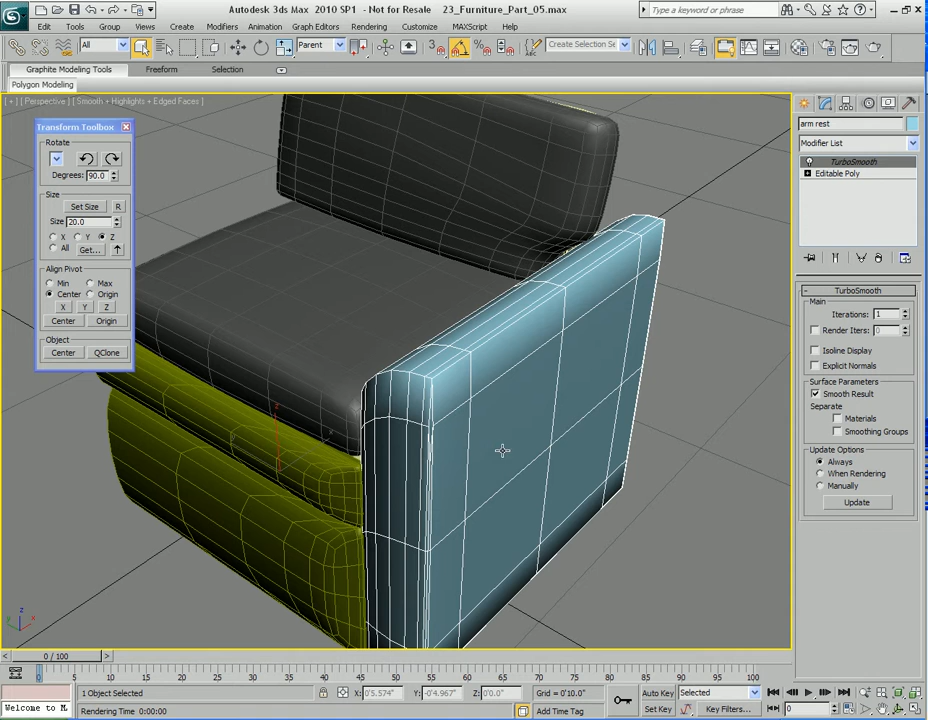 Autodesk 3ds Max 2010 SP1 - Not for Resale 23_Furniture_Part_05.max
Type a keyword or phrase
Edit Tools Group Views Create Modifiers Animation Graph Editors Rendering Customize MAXScript Help
All Parent Create Selection Se
Graphite Modeling Tools Freeform Selection
Polygon Modeling
[ + ] [ Perspective ] [ Smooth + Highlights + Edged Faces ]
Transform Toolbox
Rotate
Degrees: 90.0
Size
Set Size R
Size 20.0
X Y Z
All Get...
Align Pivot
Min Max
Center Origin
X Y Z
Center Origin
Object
Center QClone
arm rest
Modifier List
TurboSmooth
Editable Poly
TurboSmooth
Main
Iterations: 1
Render Iters: 0
Isoline Display
Explicit Normals
Surface Parameters
Smooth Result
Separate
Materials
Smoothing Groups
Update Options
Always
When Rendering
Manually
Update
z
x
y
z
x
y
0 / 100
0 5 10 15 20 25 30 35 40 45 50 55 60 65 70 75 80 85 90 95 100
1 Object Selected X: 0'5.574" Y: -0'4.967" Z: 0'0.0" Grid = 0'10.0" Auto Key Selected
Welcome to M Rendering Time 0:00:00 Add Time Tag Set Key Key Filters... 0